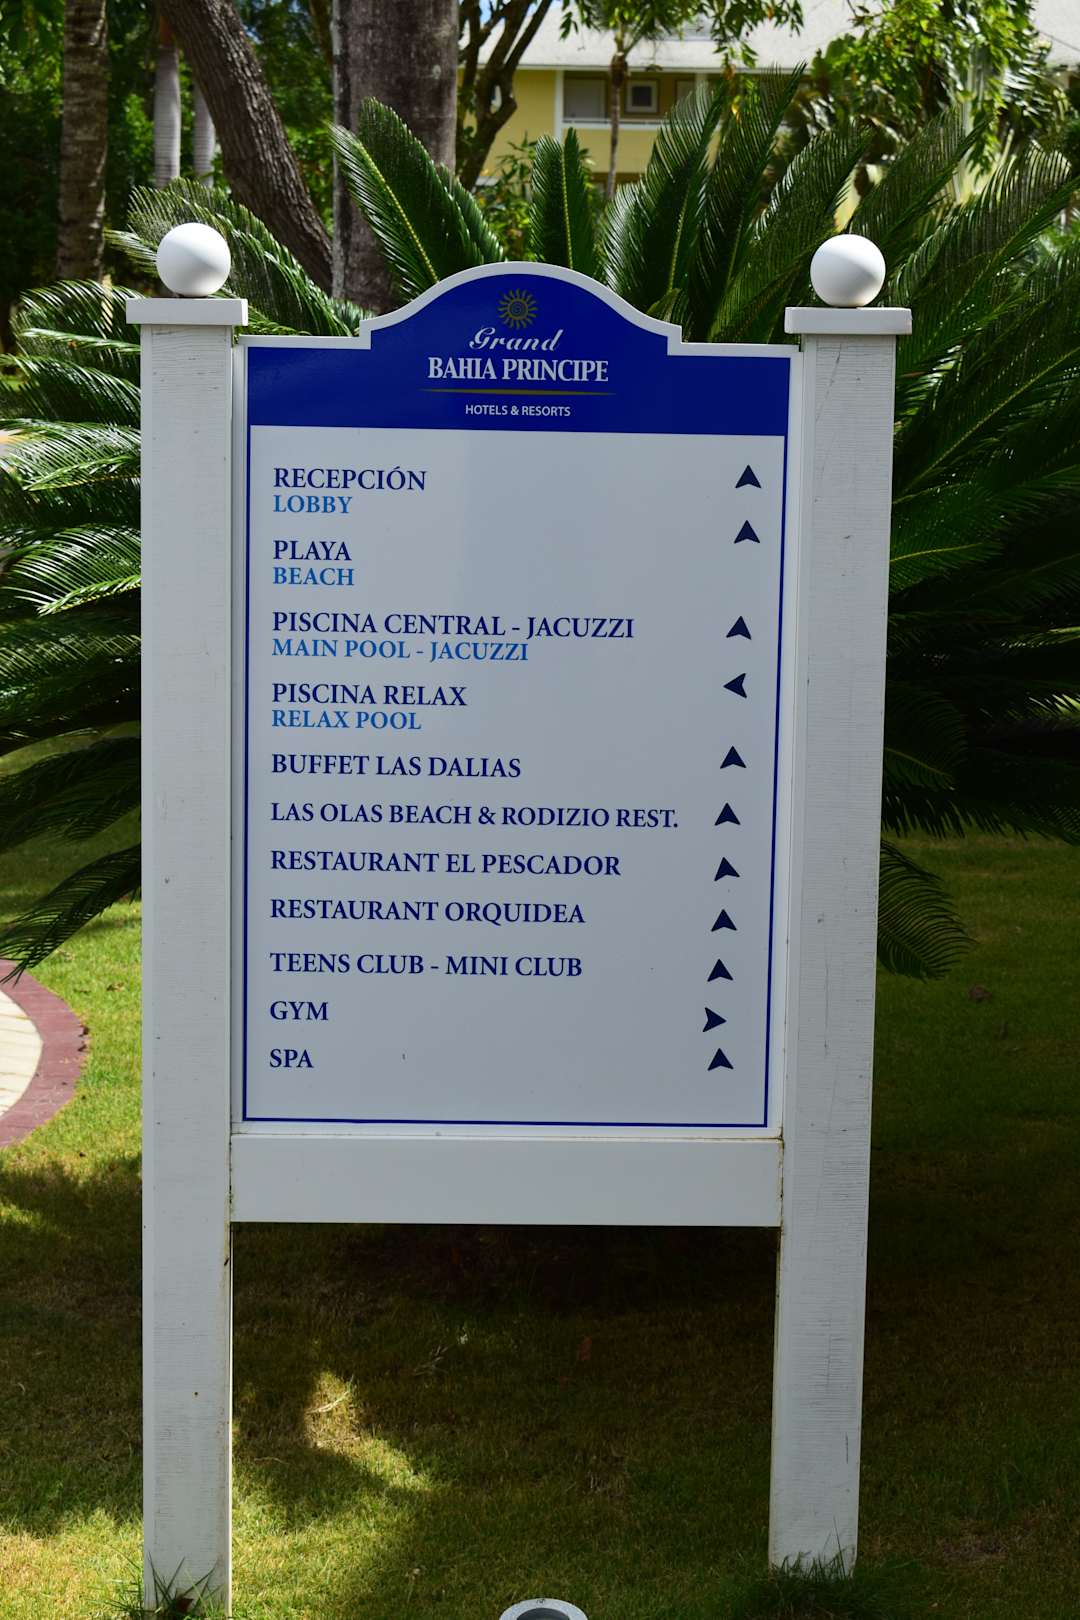 Grand
BAHIA PRINCIPE
HOTELS & RESORTS
RECEPCIÓN
LOBBY
PLAYA
BEACH
PISCINA CENTRAL - JACUZZI
MAIN POOL - JACUZZI
PISCINA RELAX
RELAX POOL
BUFFET LAS DALIAS
LAS OLAS BEACH & RODIZIO REST.
RESTAURANT EL PESCADOR
RESTAURANT ORQUIDEA
TEENS CLUB - MINI CLUB
GYM
SPA